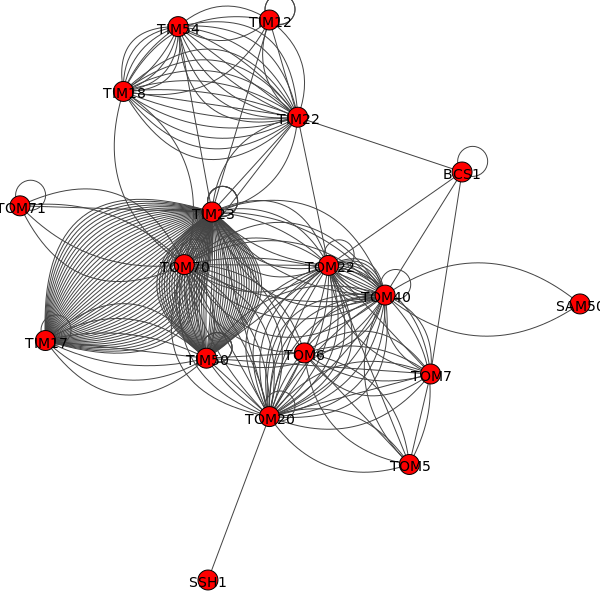 TIM12
TIM54
TIM18
TIM22
BCS1
TOM71
TIM23
TOM70
TOM22
TOM40
SAM50
TIM17
TIM50
TOM6
TOM7
TOM20
TOM5
SSH1